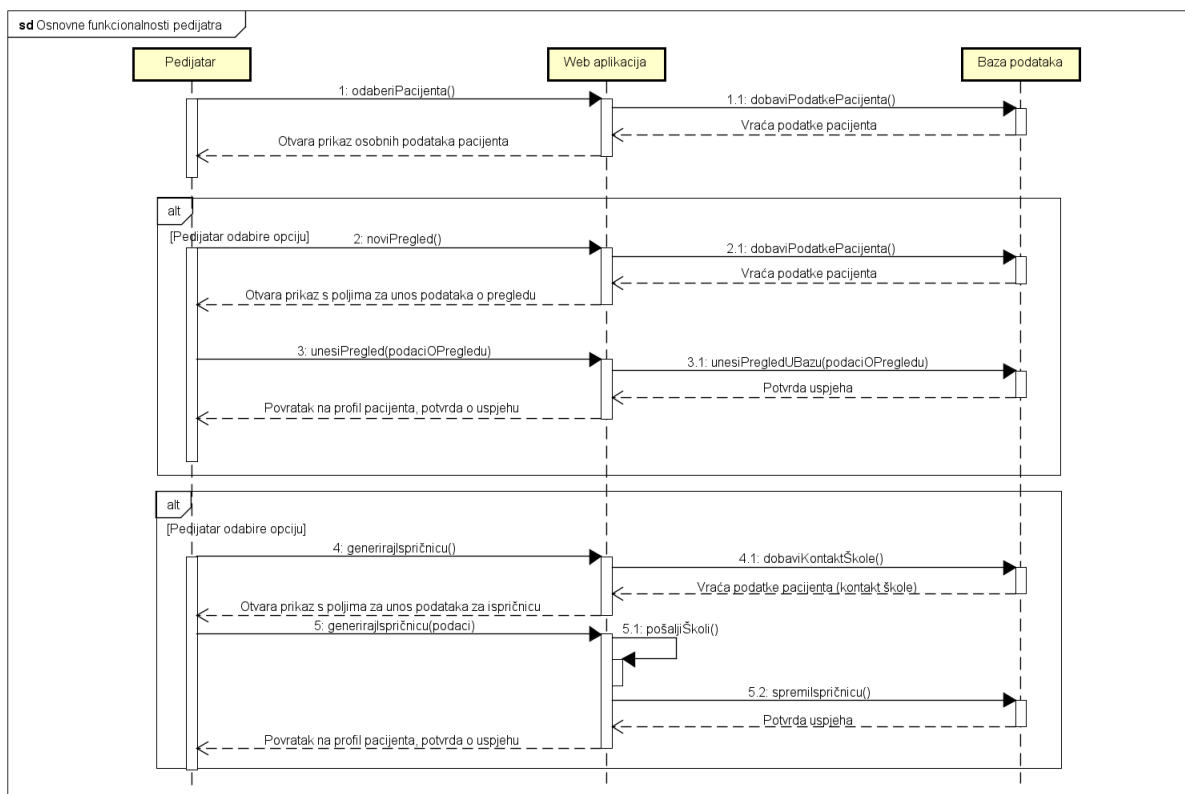 sd Osnovne funkcionalnosti pedijatra
Pedijatar
Web aplikacija
Baza podataka
1: odaberiPacijenta()
1.1: dobaviPodatkePacijenta()
Vraća podatke pacijenta
Otvara prikaz osobnih podataka pacijenta
alt
[Pedijatar odabire opciju]
2: noviPregled()
2.1: dobaviPodatkePacijenta()
Vraća podatke pacijenta
Otvara prikaz s poljima za unos podataka o pregledu
3: unesiPregled(podaciOPregledu)
3.1: unesiPregledUBazu(podaciOPregledu)
Potvrda uspjeha
Povratak na profil pacijenta, potvrda o uspjehu
alt
[Pedijatar odabire opciju]
4: generirajIspričnicu()
4.1: dobaviKontaktŠkole()
Vraća podatke pacijenta (kontakt škole)
Otvara prikaz s poljima za unos podataka za ispričnicu
5: generirajIspričnicu(podaci)
5.1: pošaljiŠkoli()
5.2: spremiIspričnicu()
Potvrda uspjeha
Povratak na profil pacijenta, potvrda o uspjehu